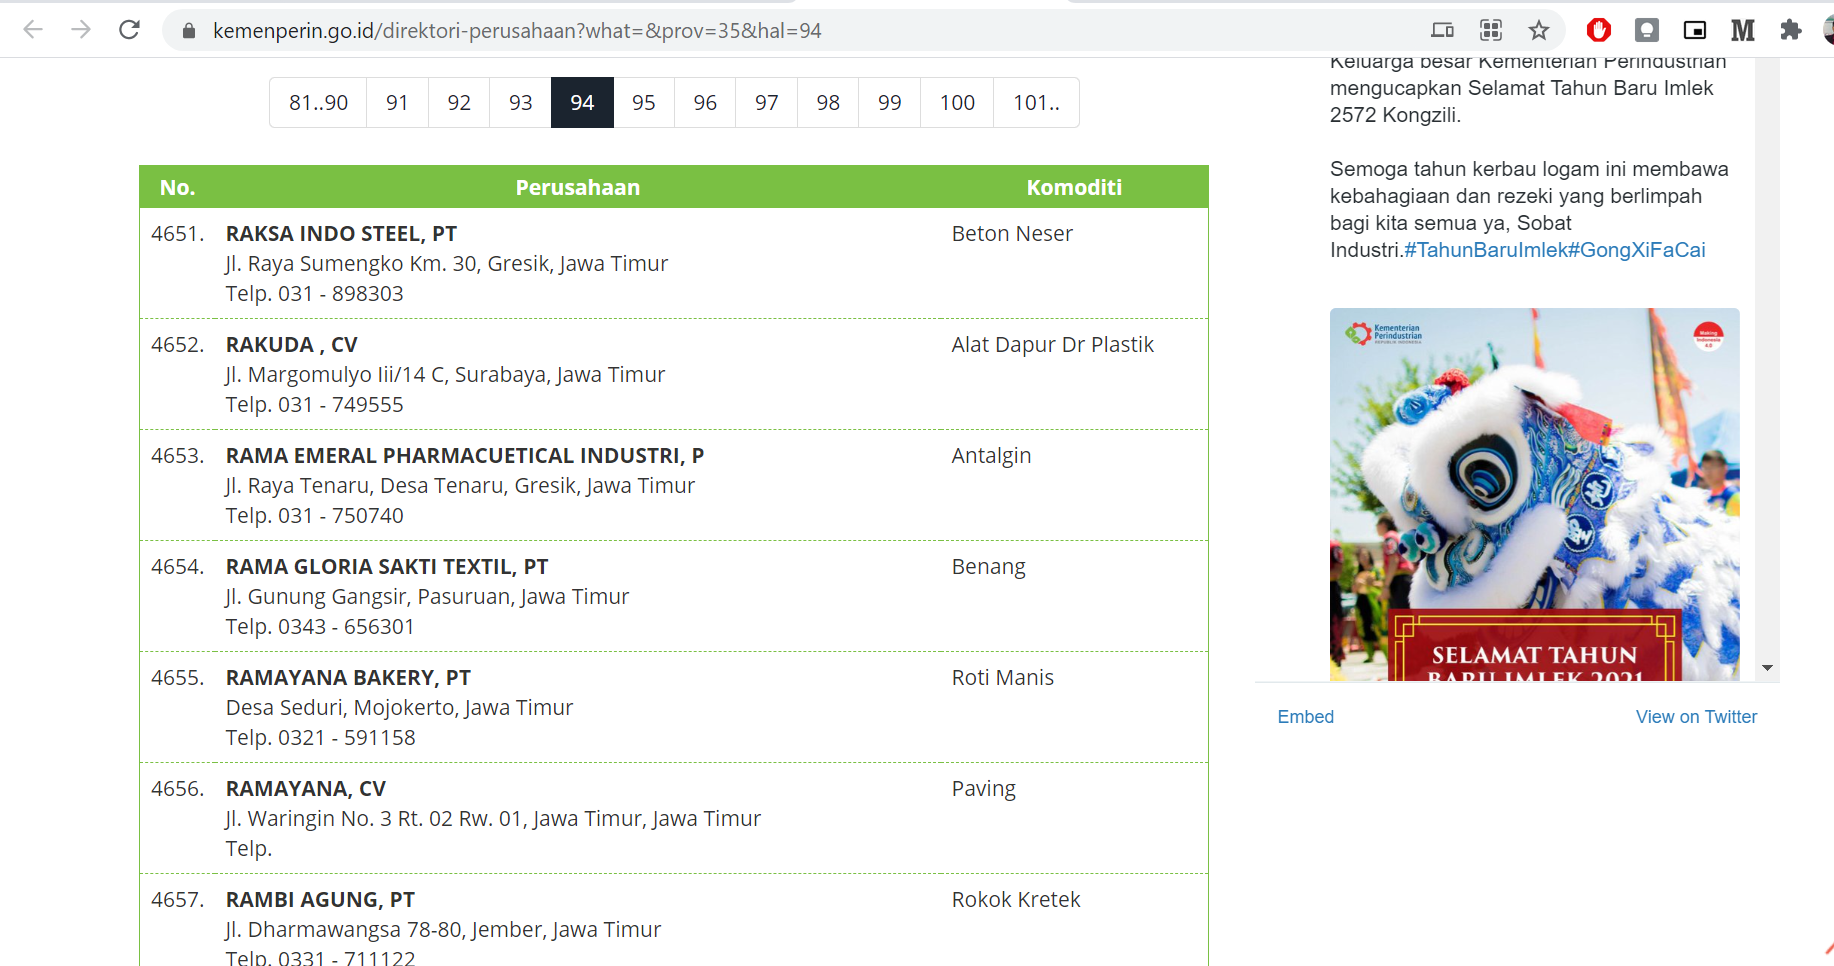 kemenperin.go.id/direktori-perusahaan?what=&prov=35&hal=94
M
81..90 91 92 93 94 95 96 97 98 99 100 101..
No. Perusahaan Komoditi
4651. RAKSA INDO STEEL, PT Beton Neser
Jl. Raya Sumengko Km. 30, Gresik, Jawa Timur
Telp. 031 - 898303
4652. RAKUDA , CV Alat Dapur Dr Plastik
Jl. Margomulyo Iii/14 C, Surabaya, Jawa Timur
Telp. 031 - 749555
4653. RAMA EMERAL PHARMACUETICAL INDUSTRI, P Antalgin
Jl. Raya Tenaru, Desa Tenaru, Gresik, Jawa Timur
Telp. 031 - 750740
4654. RAMA GLORIA SAKTI TEXTIL, PT Benang
Jl. Gunung Gangsir, Pasuruan, Jawa Timur
Telp. 0343 - 656301
4655. RAMAYANA BAKERY, PT Roti Manis
Desa Seduri, Mojokerto, Jawa Timur
Telp. 0321 - 591158
4656. RAMAYANA, CV Paving
Jl. Waringin No. 3 Rt. 02 Rw. 01, Jawa Timur, Jawa Timur
Telp.
4657. RAMBI AGUNG, PT Rokok Kretek
Jl. Dharmawangsa 78-80, Jember, Jawa Timur
Telp. 0331 - 711122
Keluarga besar Kementerian Perindustrian
mengucapkan Selamat Tahun Baru Imlek
2572 Kongzili.
Semoga tahun kerbau logam ini membawa
kebahagiaan dan rezeki yang berlimpah
bagi kita semua ya, Sobat
Industri.#TahunBaruImlek#GongXiFaCai
Kementerian
Perindustrian
REPUBLIK INDONESIA
Making
Indonesia
4.0
SELAMAT TAHUN
BARU IMLEK 2021
Embed View on Twitter